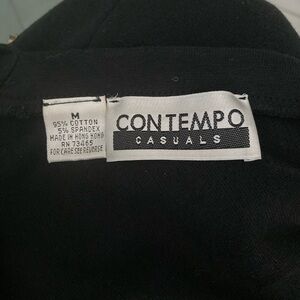 M
95% COTTON
5% SPANDEX
MADE IN HONG KONG
RN 73465
FOR CARE SEE REVERSE
CONTEMPO
CASUALS